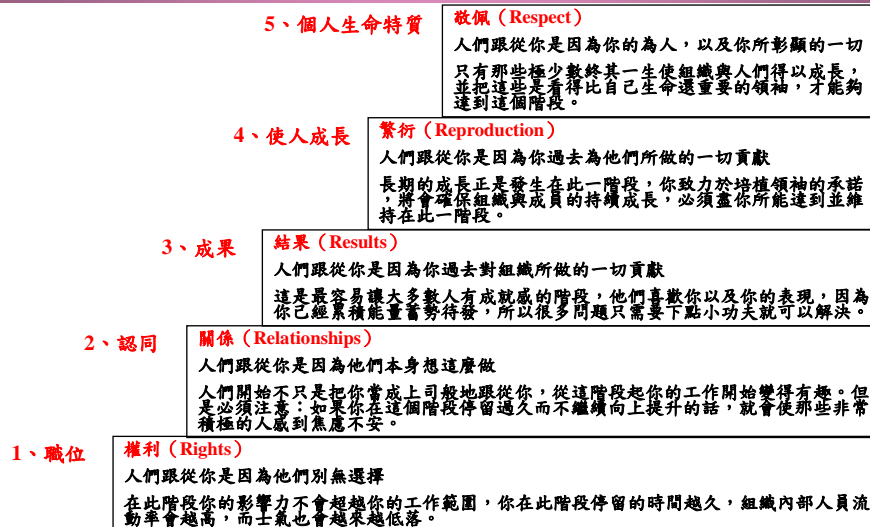 5、個人生命特質
敬佩（Respect）
人們跟從你是因為你的為人，以及你所彰顯的一切
只有那些極少數終其一生使組織與人們得以成長，
並把這些是看得比自己生命還重要的領袖，才能夠
達到這個階段。
4、使人成長
繁衍（Reproduction）
人們跟從你是因為你過去為他們所做的一切貢獻
長期的成長正是發生在此一階段，你致力於培植領袖的承諾
，將會確保組織與成員的持續成長，必須盡你所能達到並維
持在此一階段。
3、成果
結果（Results）
人們跟從你是因為你過去對組織所做的一切貢獻
這是最容易讓大多數人有成就感的階段，他們喜歡你以及你的表現，因為
你已經累積能量蓄勢待發，所以很多問題只需要下點小功夫就可以解決。
2、認同
關係（Relationships）
人們跟從你是因為他們本身想這麼做
人們開始不只是把你當成上司般地跟從你，從這階段起你的工作開始變得有趣。但
是必須注意：如果你在這個階段停留過久而不繼續向上提升的話，就會使那些非常
積極的人感到焦慮不安。
1、職位
權利（Rights）
人們跟從你是因為他們別無選擇
在此階段你的影響力不會超越你的工作範圍，你在此階段停留的時間越久，組織內部人員流
動率會越高，而士氣也會越來越低落。